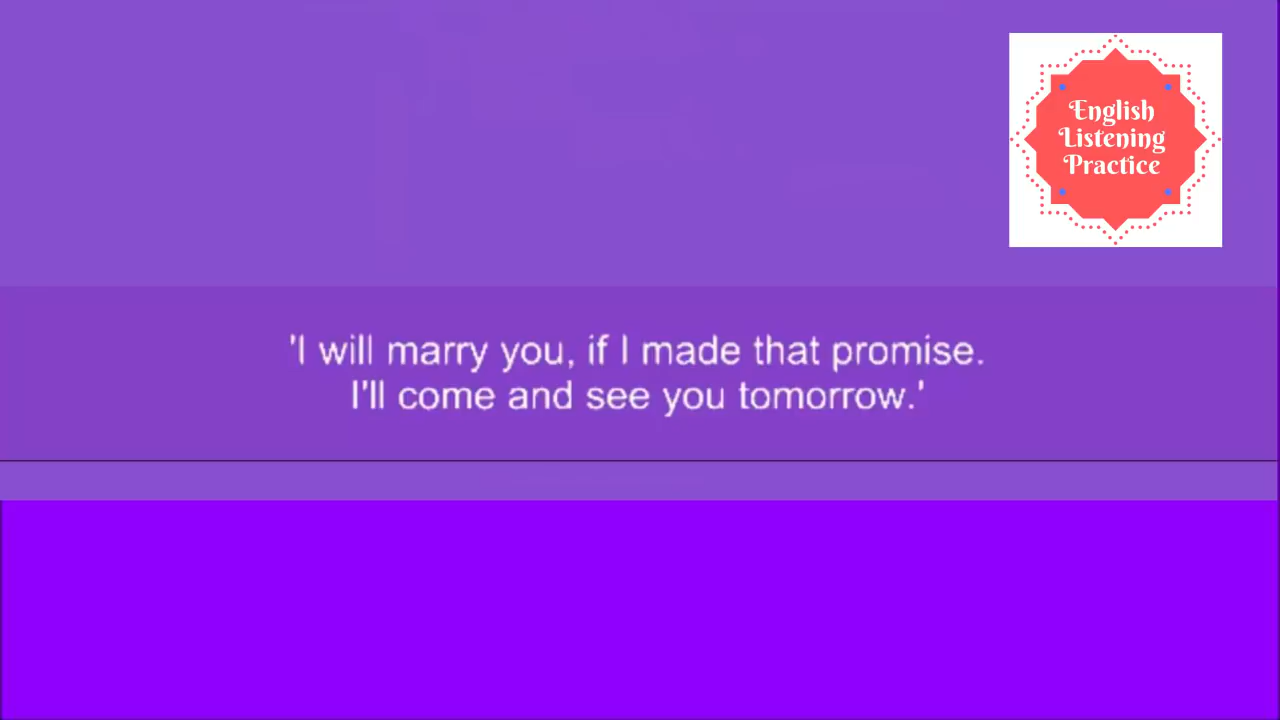 English
Listening
Practice
'I will marry you, if I made that promise.
I'll come and see you tomorrow.'